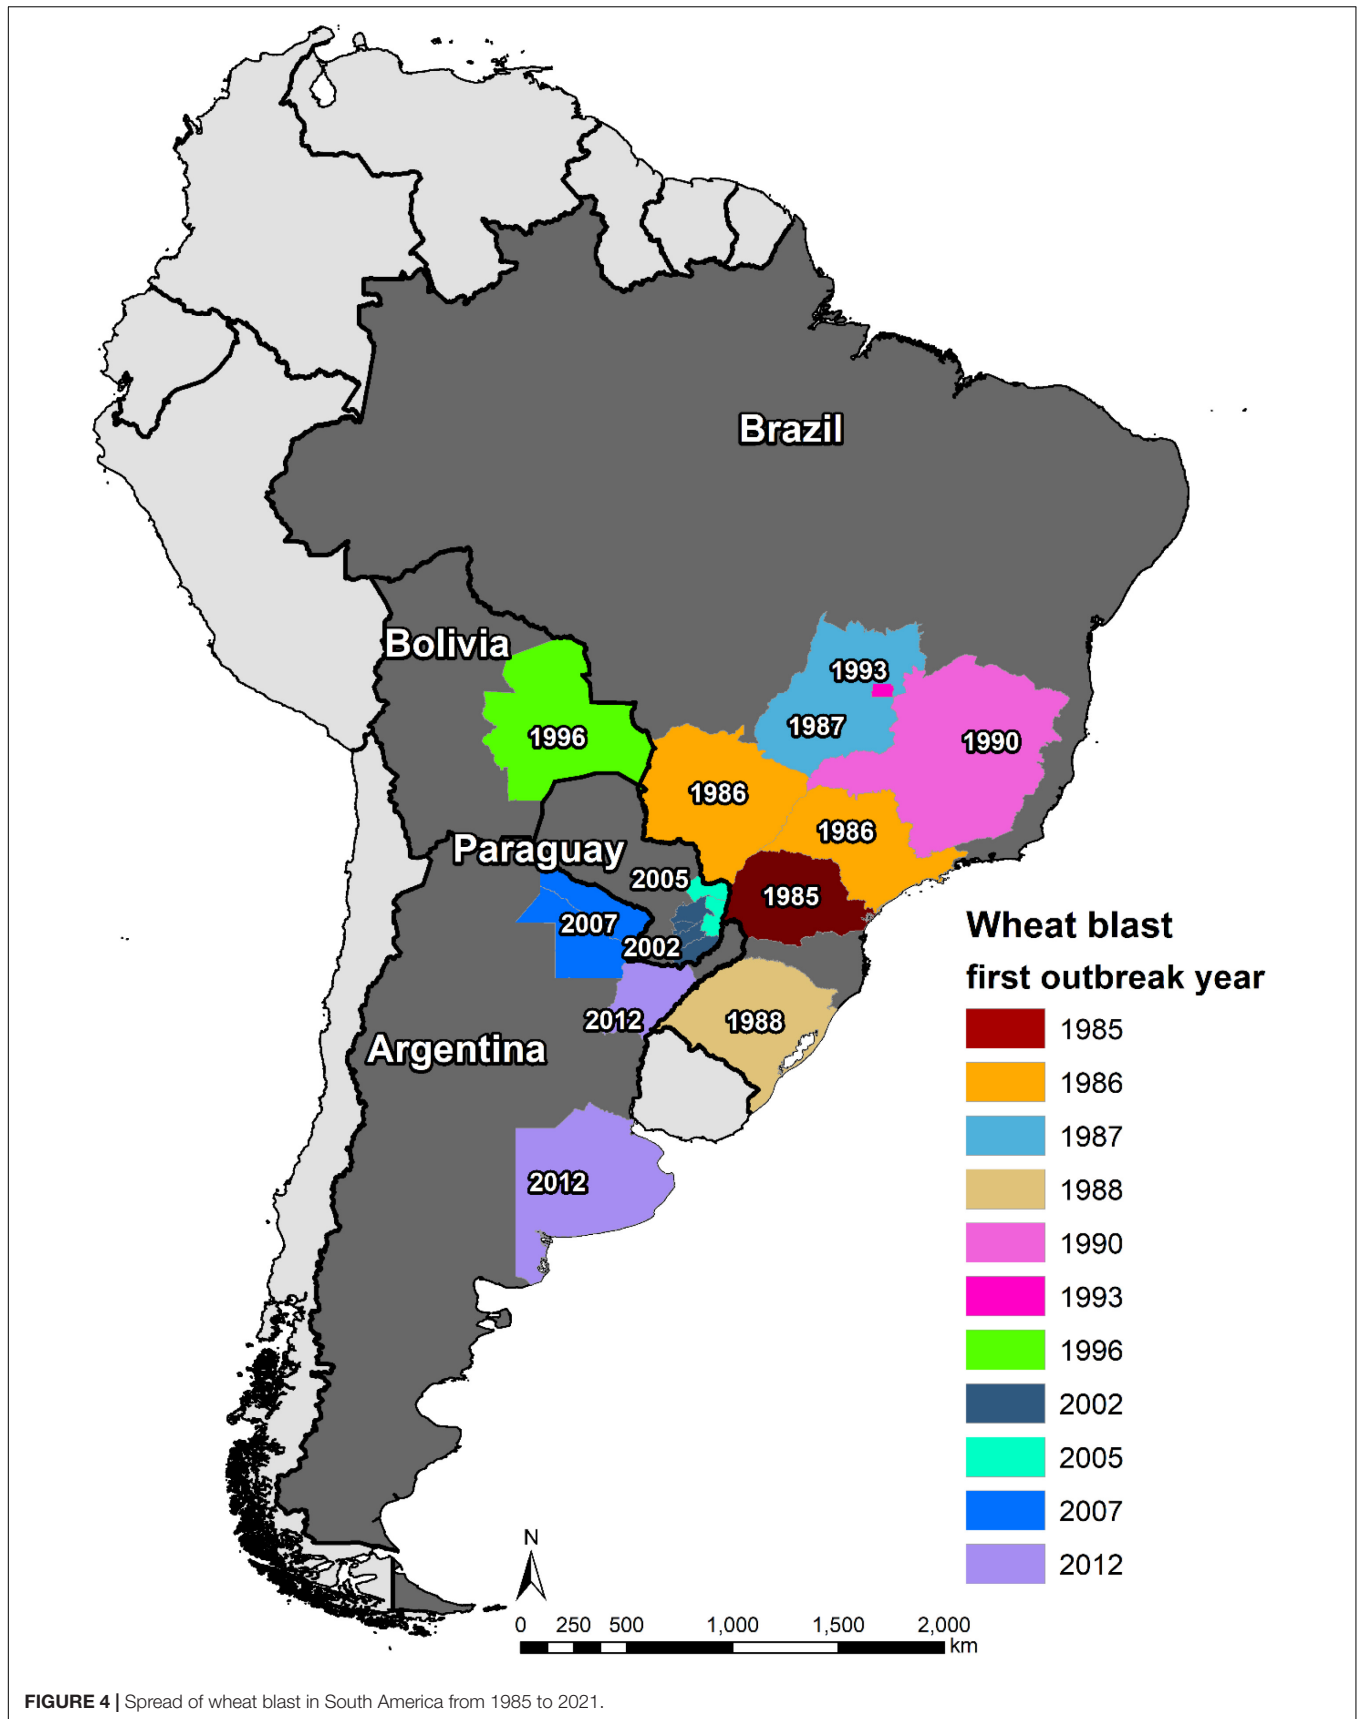 Brazil
Bolivia
1993
1987
1990
1996
1986
1986
Paraguay
2005
1985
2007
2002
2012
1988
Argentina
2012
Wheat blast
first outbreak year
1985
1986
1987
1988
1990
1993
1996
2002
2005
2007
2012
N
0 250 500 1,000 1,500 2,000
km
FIGURE 4 | Spread of wheat blast in South America from 1985 to 2021.